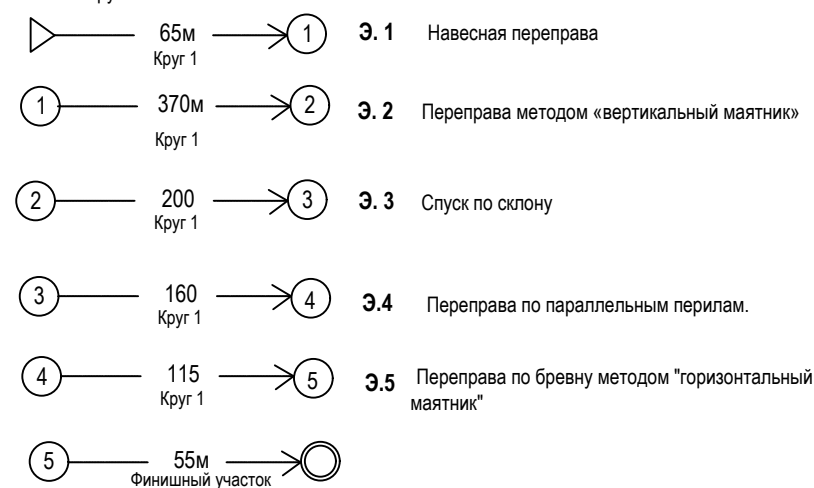 65м 1 Э. 1 Навесная переправа
Круг 1
1 370м 2 Э. 2 Переправа методом «вертикальный маятник»
Круг 1
2 200 3 Э. 3 Спуск по склону
Круг 1
3 160 4 Э.4 Переправа по параллельным перилам.
Круг 1
4 115 5 Э.5 Переправа по бревну методом "горизонтальный
Круг 1 маятник"
5 55м
Финишный участок